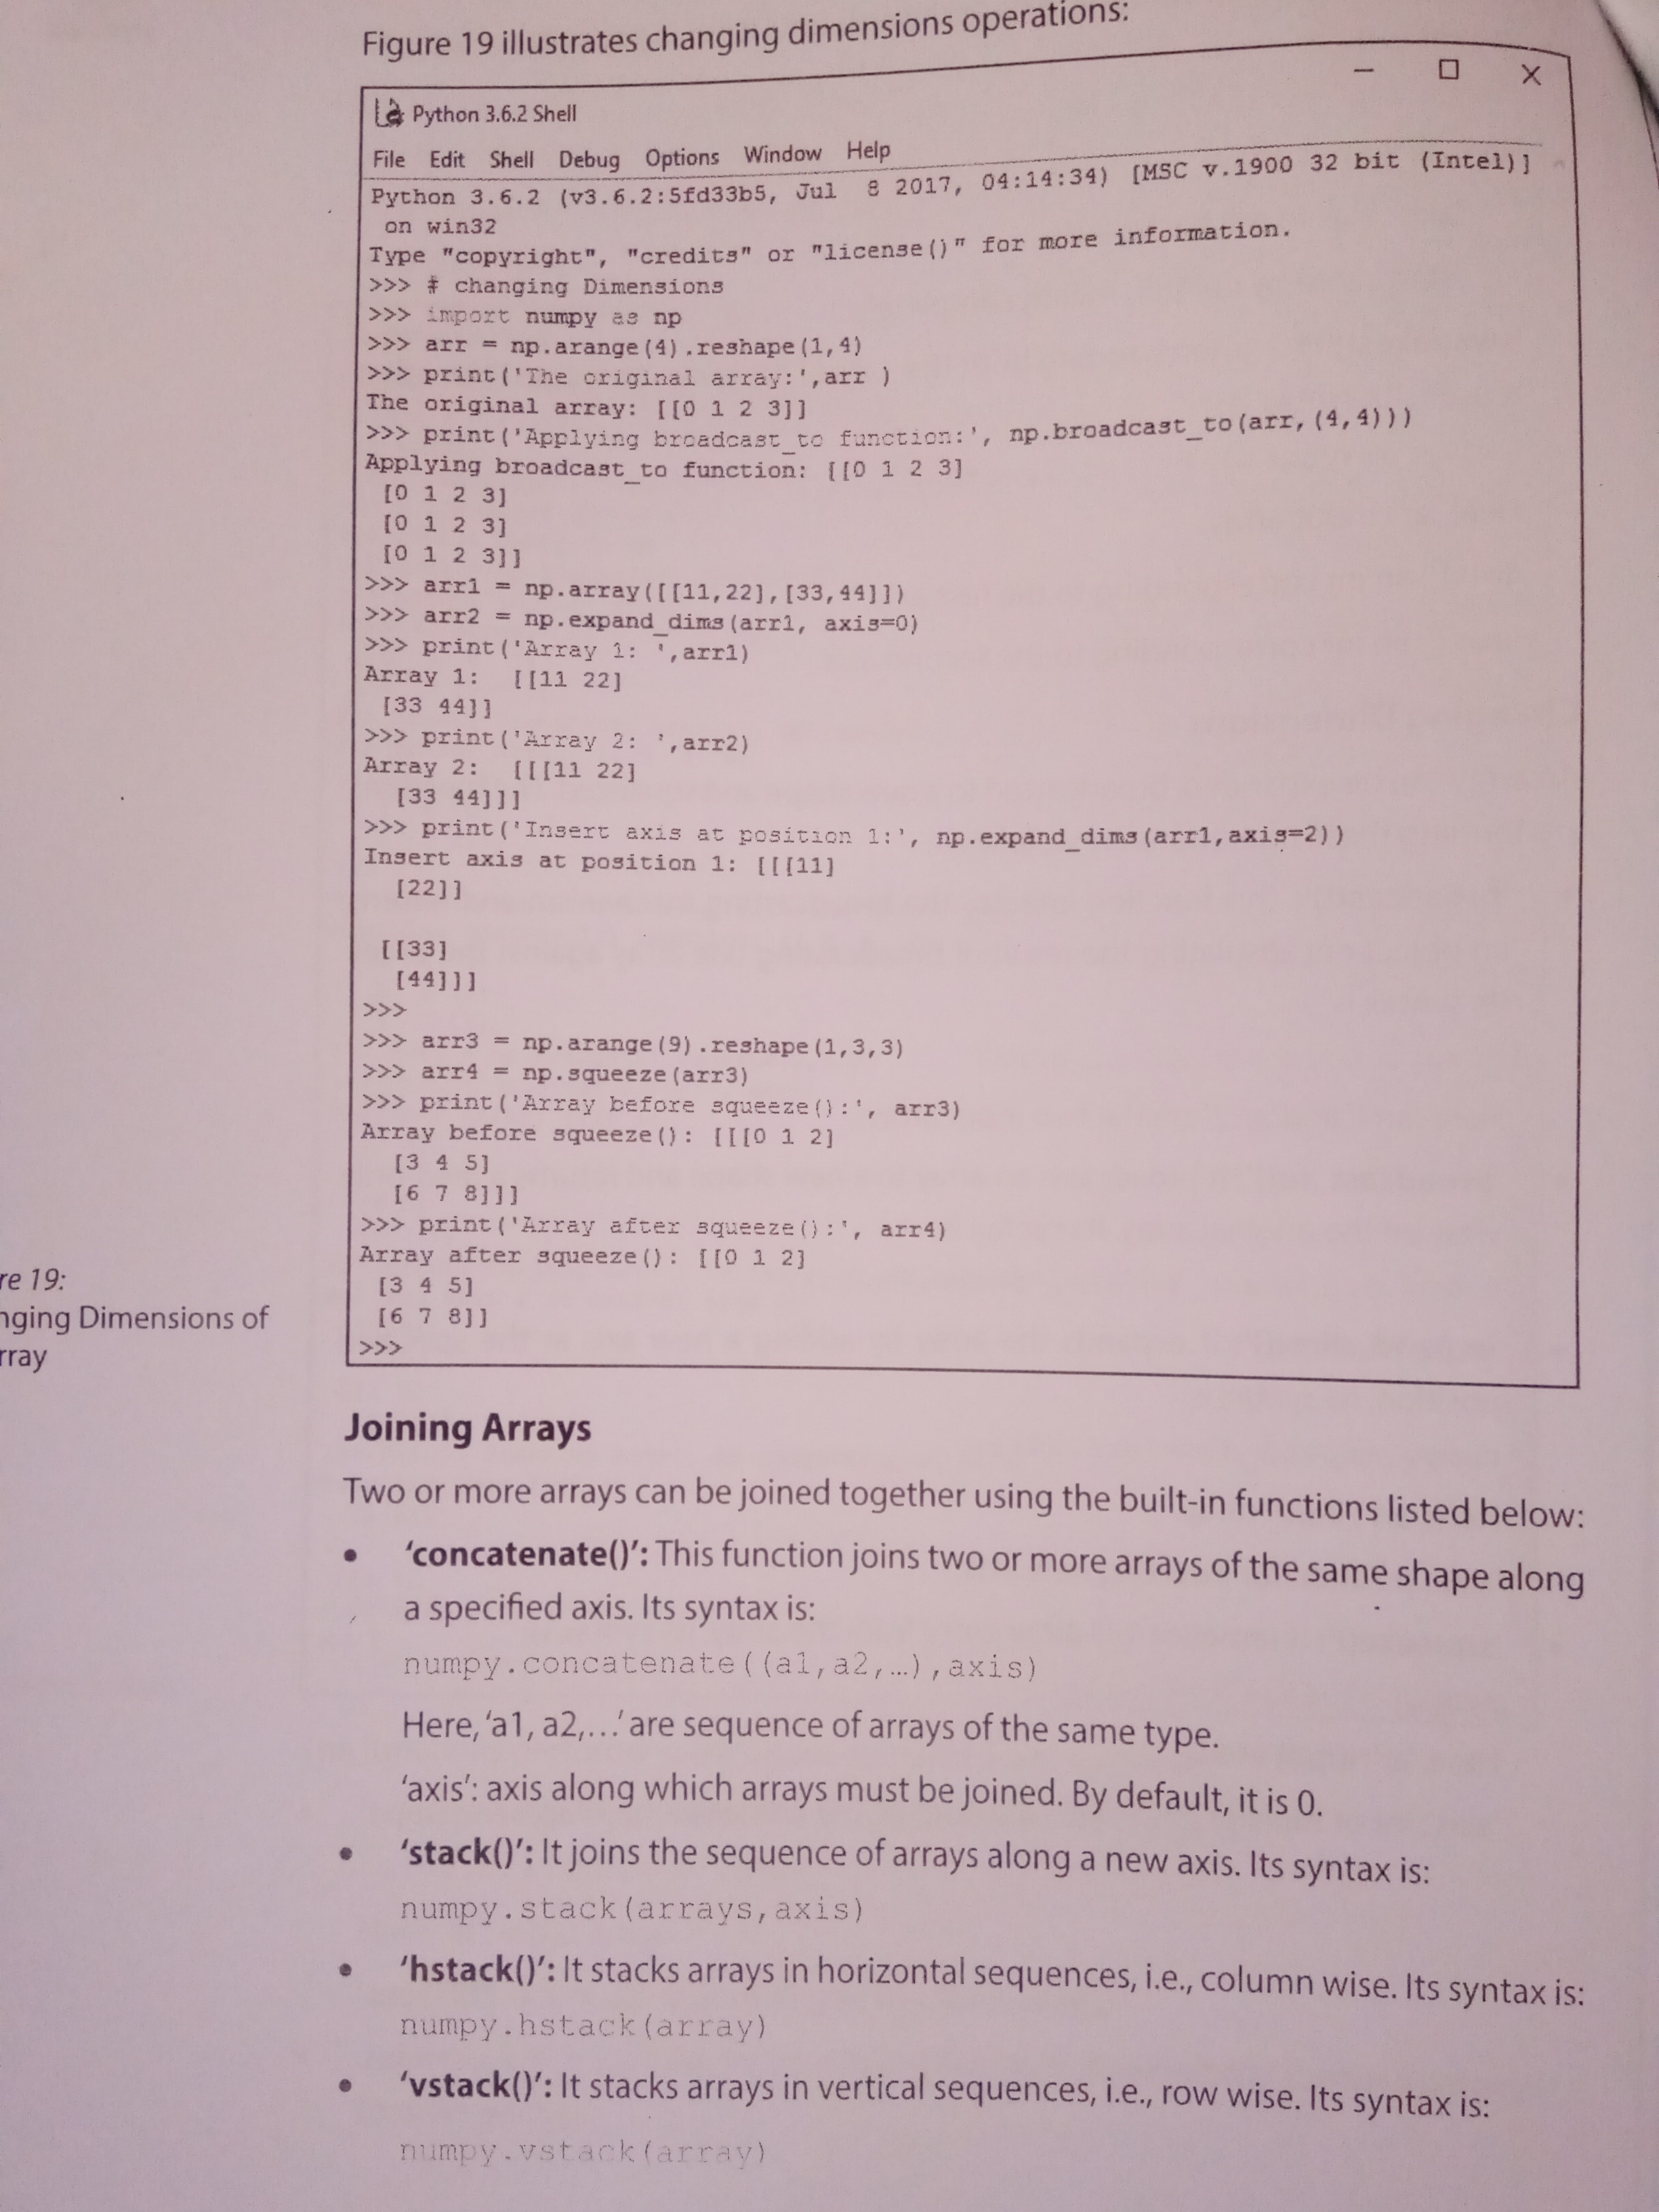 Figure 19 illustrates changing dimensions operations:
Python 3.6.2 Shell
File Edit Shell Debug Options Window Help
Python 3.6.2 (v3.6.2:5fd33b5, Jul  8 2017, 04:14:34) [MSC v.1900 32 bit (Intel)]
 on win32
Type "copyright", "credits" or "license()" for more information.
>>> # changing Dimensions
>>> import numpy as np
>>> arr = np.arange(4).reshape(1,4)
>>> print('The original array:',arr )
The original array: [[0 1 2 3]]
>>> print('Applying broadcast_to function:', np.broadcast_to(arr,(4,4)))
Applying broadcast_to function: [[0 1 2 3]
 [0 1 2 3]
 [0 1 2 3]
 [0 1 2 3]]
>>> arr1 = np.array([[11,22],[33,44]])
>>> arr2 = np.expand_dims(arr1, axis=0)
>>> print('Array 1: ',arr1)
Array 1:  [[11 22]
 [33 44]]
>>> print('Array 2: ',arr2)
Array 2:  [[[11 22]
  [33 44]]]
>>> print('Insert axis at position 1:', np.expand_dims(arr1,axis=2))
Insert axis at position 1: [[[11]
  [22]]
 [[33]
  [44]]]
>>>
>>> arr3 = np.arange(9).reshape(1,3,3)
>>> arr4 = np.squeeze(arr3)
>>> print('Array before squeeze():', arr3)
Array before squeeze(): [[[0 1 2]
  [3 4 5]
  [6 7 8]]]
>>> print('Array after squeeze():', arr4)
Array after squeeze(): [[0 1 2]
 [3 4 5]
 [6 7 8]]
>>>
re 19:
nging Dimensions of
rray
Joining Arrays
Two or more arrays can be joined together using the built-in functions listed below:
• 'concatenate()': This function joins two or more arrays of the same shape along
a specified axis. Its syntax is:
numpy.concatenate((a1,a2,…),axis)
Here, 'a1, a2,…' are sequence of arrays of the same type.
'axis': axis along which arrays must be joined. By default, it is 0.
• 'stack()': It joins the sequence of arrays along a new axis. Its syntax is:
numpy.stack(arrays,axis)
• 'hstack()': It stacks arrays in horizontal sequences, i.e., column wise. Its syntax is:
numpy.hstack(array)
• 'vstack()': It stacks arrays in vertical sequences, i.e., row wise. Its syntax is:
numpy.vstack(array)